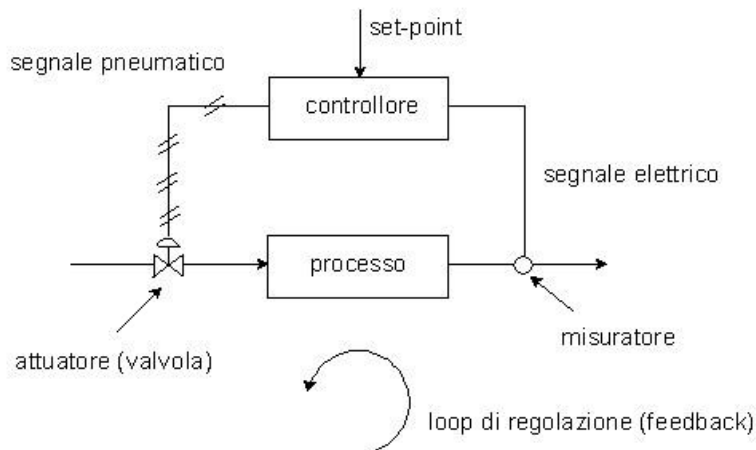 set-point
segnale pneumatico
controllore
segnale elettrico
processo
misuratore
attuatore (valvola)
loop di regolazione (feedback)